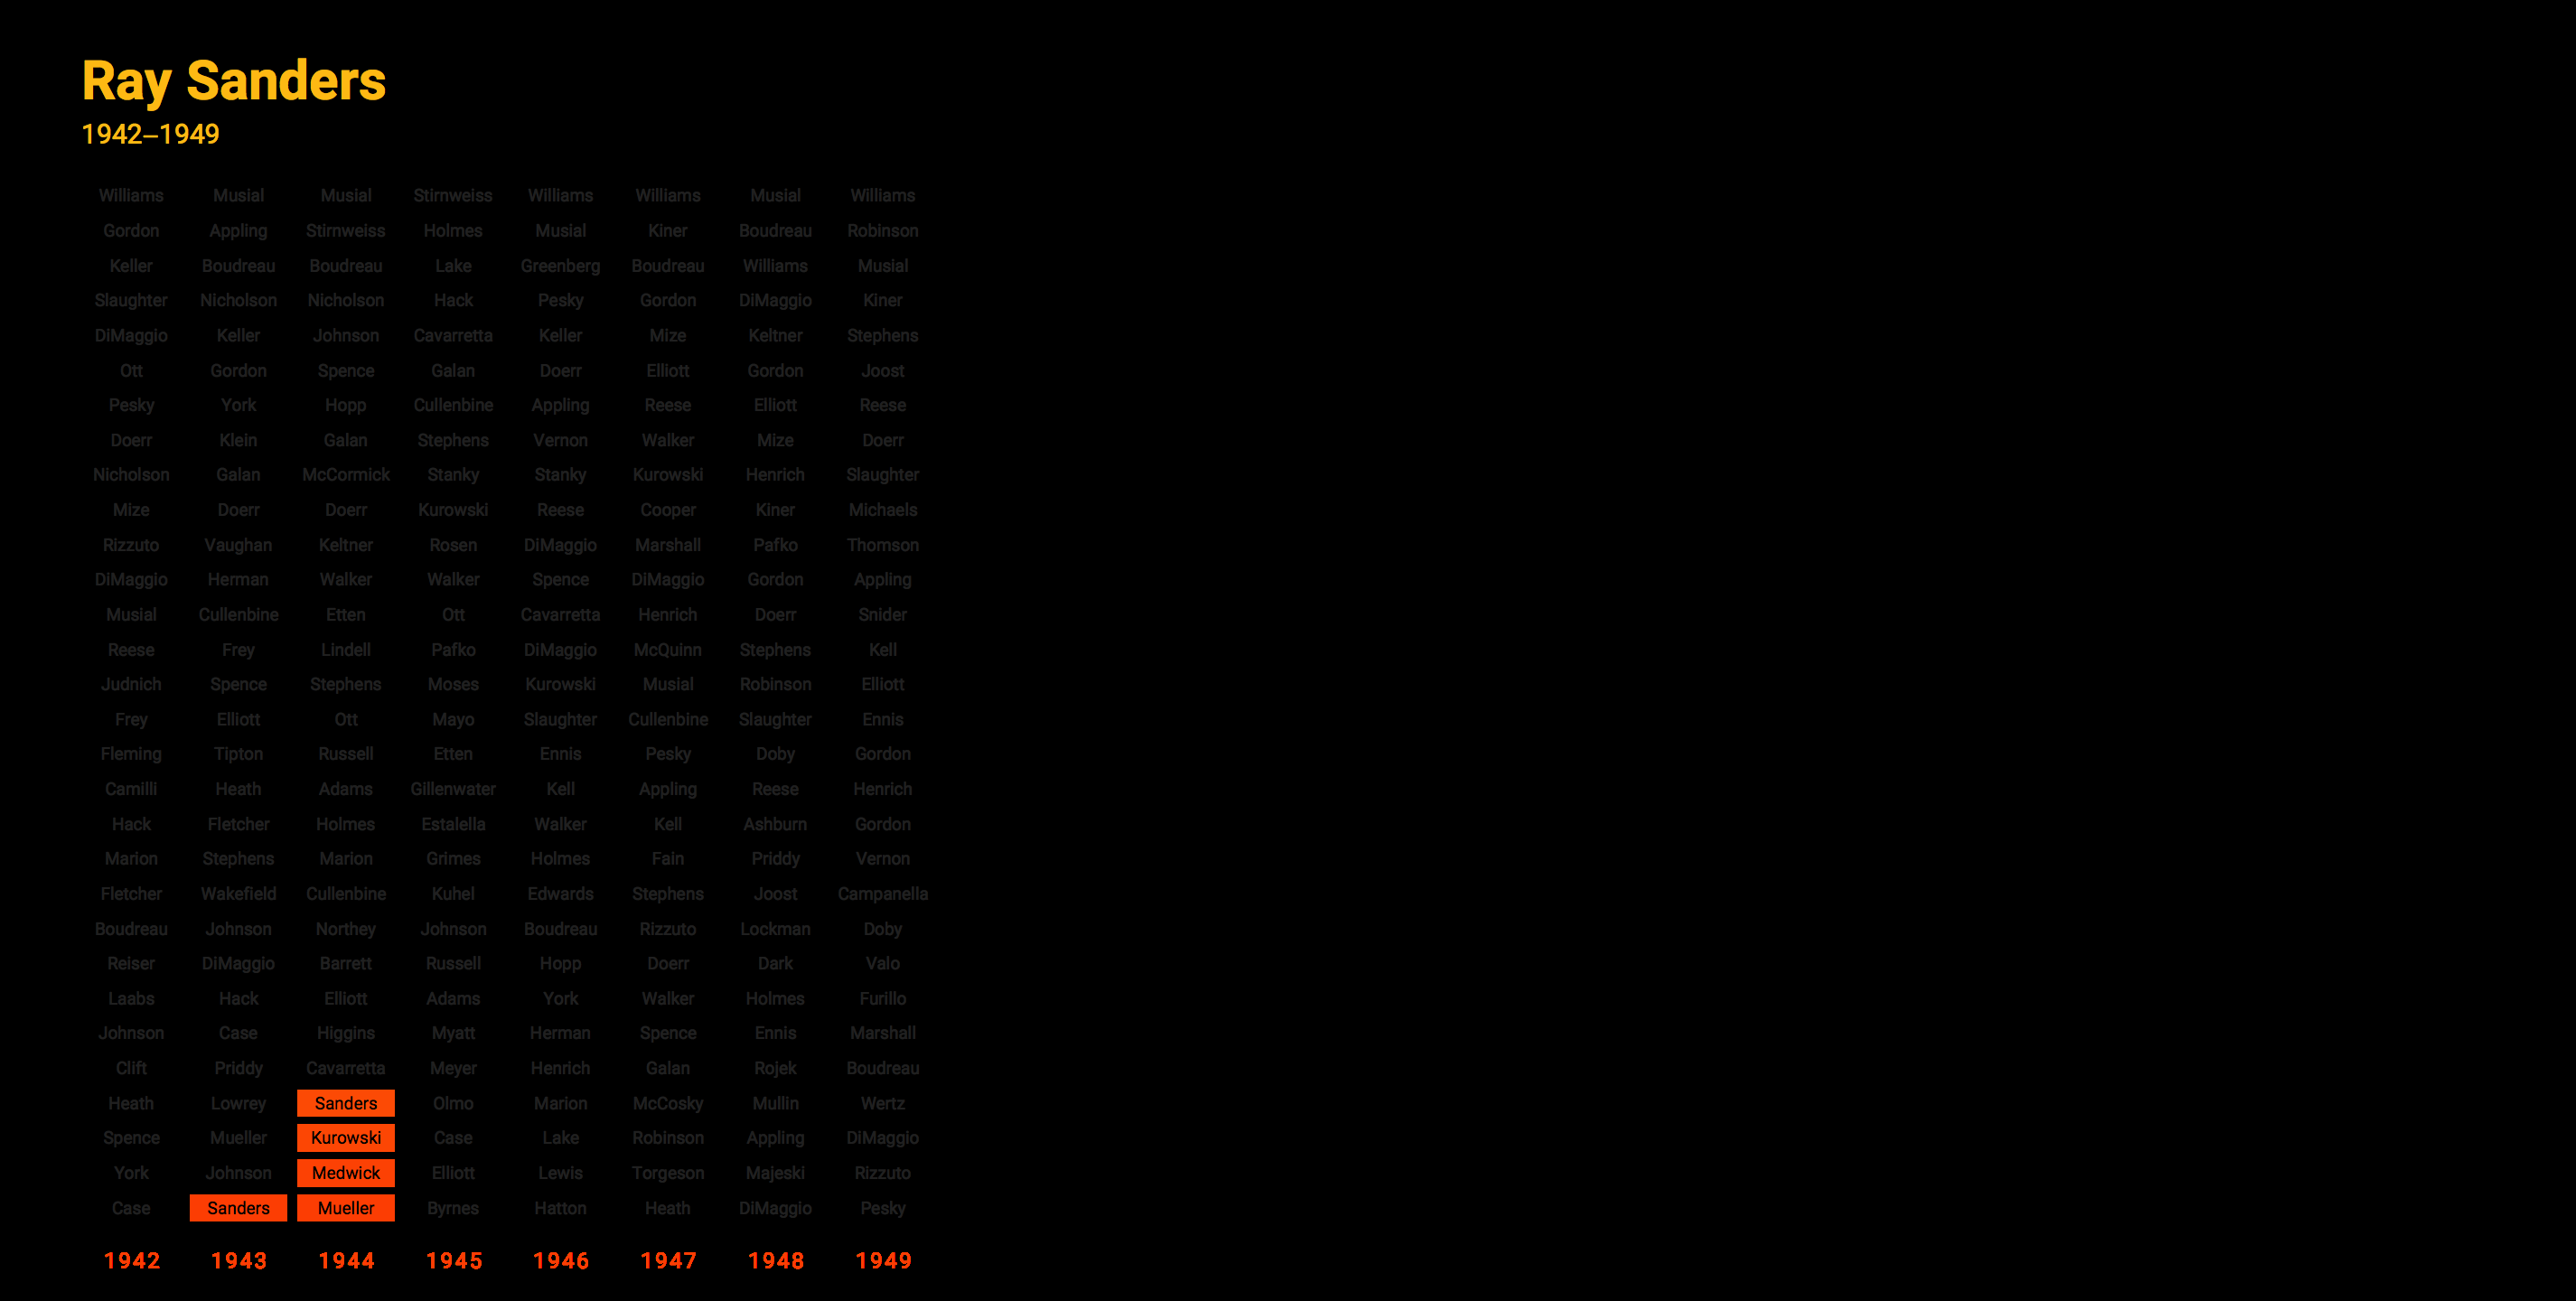 Ray Sanders
1942–1949
Williams Musial Musial Stirnweiss Williams Williams Musial Williams
Gordon Appling Stirnweiss Holmes Musial Kiner Boudreau Robinson
Keller Boudreau Boudreau Lake Greenberg Boudreau Williams Musial
Slaughter Nicholson Nicholson Hack Pesky Gordon DiMaggio Kiner
DiMaggio Keller Johnson Cavarretta Keller Mize Keltner Stephens
Ott Gordon Spence Galan Doerr Elliott Gordon Joost
Pesky York Hopp Cullenbine Appling Reese Elliott Reese
Doerr Klein Galan Stephens Vernon Walker Mize Doerr
Nicholson Galan McCormick Stanky Stanky Kurowski Henrich Slaughter
Mize Doerr Doerr Kurowski Reese Cooper Kiner Michaels
Rizzuto Vaughan Keltner Rosen DiMaggio Marshall Pafko Thomson
DiMaggio Herman Walker Walker Spence DiMaggio Gordon Appling
Musial Cullenbine Etten Ott Cavarretta Henrich Doerr Snider
Reese Frey Lindell Pafko DiMaggio McQuinn Stephens Kell
Judnich Spence Stephens Moses Kurowski Musial Robinson Elliott
Frey Elliott Ott Mayo Slaughter Cullenbine Slaughter Ennis
Fleming Tipton Russell Etten Ennis Pesky Doby Gordon
Camilli Heath Adams Gillenwater Kell Appling Reese Henrich
Hack Fletcher Holmes Estalella Walker Kell Ashburn Gordon
Marion Stephens Marion Grimes Holmes Fain Priddy Vernon
Fletcher Wakefield Cullenbine Kuhel Edwards Stephens Joost Campanella
Boudreau Johnson Northey Johnson Boudreau Rizzuto Lockman Doby
Reiser DiMaggio Barrett Russell Hopp Doerr Dark Valo
Laabs Hack Elliott Adams York Walker Holmes Furillo
Johnson Case Higgins Myatt Herman Spence Ennis Marshall
Clift Priddy Cavarretta Meyer Henrich Galan Rojek Boudreau
Heath Lowrey Sanders Olmo Marion McCosky Mullin Wertz
Spence Mueller Kurowski Case Lake Robinson Appling DiMaggio
York Johnson Medwick Elliott Lewis Torgeson Majeski Rizzuto
Case Sanders Mueller Byrnes Hatton Heath DiMaggio Pesky
1942 1943 1944 1945 1946 1947 1948 1949